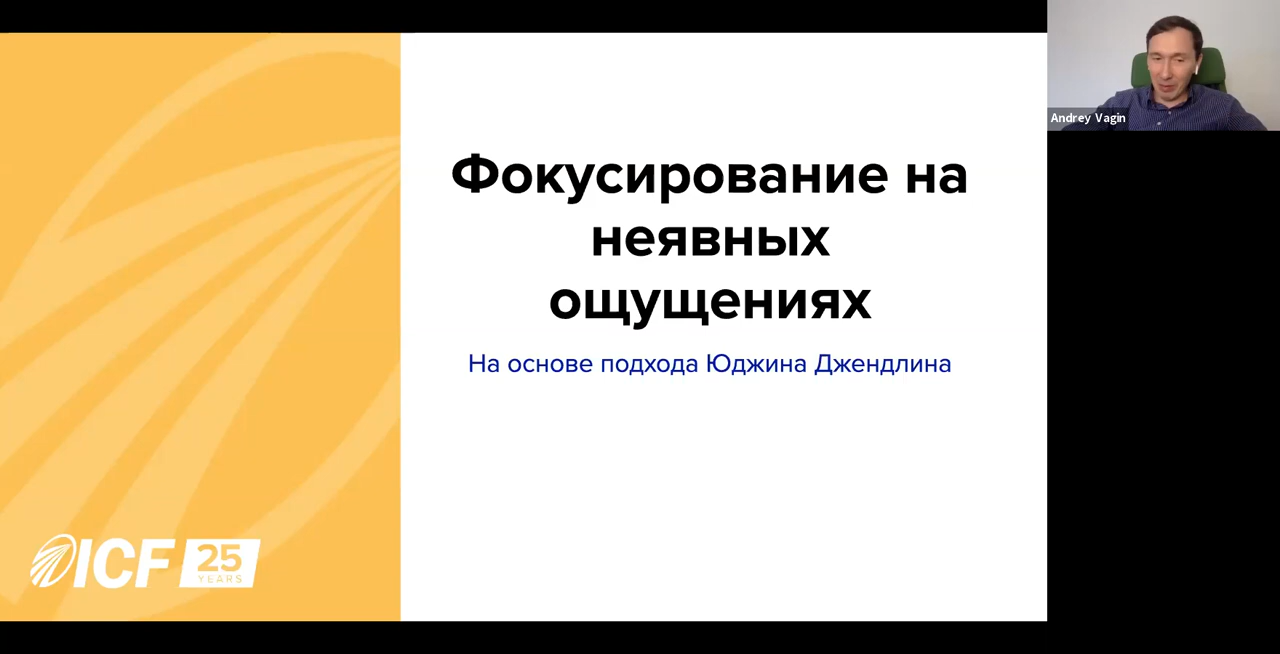 Andrey Vagin
Фокусирование на
неявных
ощущениях
На основе подхода Юджина Джендлина
ICF 25
YEARS